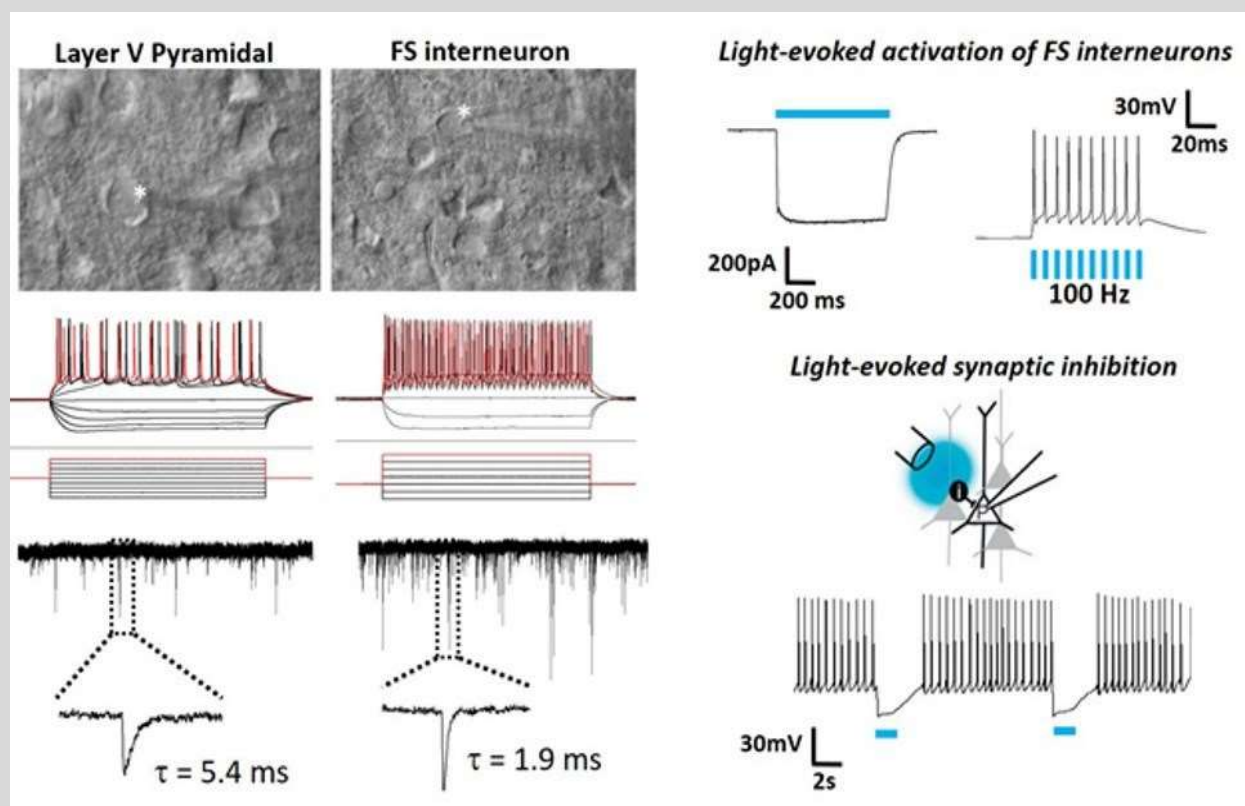 Layer V Pyramidal
FS interneuron
*
*
τ = 5.4 ms
τ = 1.9 ms
Light-evoked activation of FS interneurons
200pA
200 ms
30mV
20ms
100 Hz
Light-evoked synaptic inhibition
i
P
30mV
2s